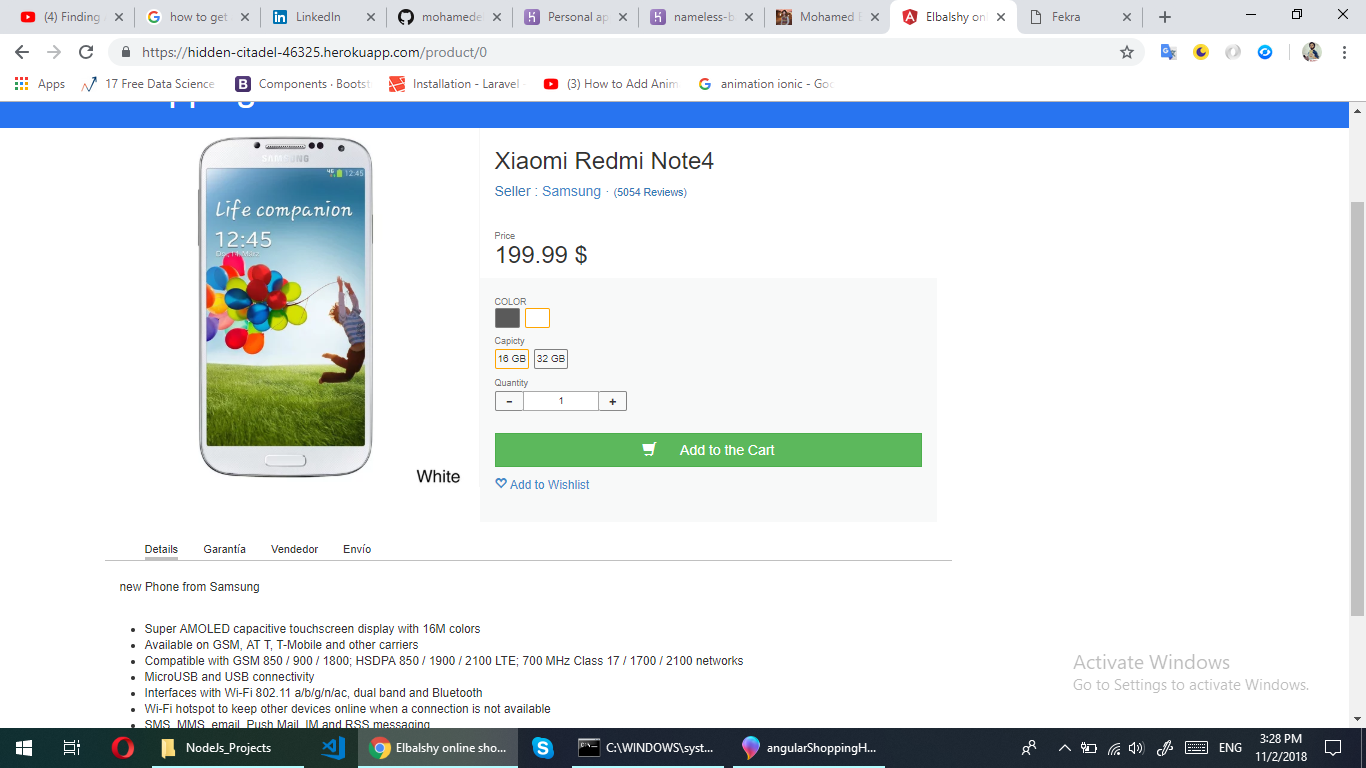 (4) Finding
how to get
LinkedIn
mohamede
Personal ap
nameless-b
Mohamed
Elbalshy on
Fekra
https://hidden-citadel-46325.herokuapp.com/product/0
Apps
17 Free Data Science
Components · Boots
Installation - Laravel
(3) How to Add Anim
animation ionic - Goo
SAMSUNG
12:45
Life companion
12:45
White
Xiaomi Redmi Note4
Seller : Samsung · (5054 Reviews)
Price
199.99 $
COLOR
Capicty
16 GB 32 GB
Quantity
- 1 +
Add to the Cart
Add to Wishlist
Details Garantía Vendedor Envío
new Phone from Samsung
Super AMOLED capacitive touchscreen display with 16M colors
Available on GSM, AT T, T-Mobile and other carriers
Compatible with GSM 850 / 900 / 1800; HSDPA 850 / 1900 / 2100 LTE; 700 MHz Class 17 / 1700 / 2100 networks
MicroUSB and USB connectivity
Interfaces with Wi-Fi 802.11 a/b/g/n/ac, dual band and Bluetooth
Wi-Fi hotspot to keep other devices online when a connection is not available
SMS, MMS, email, Push Mail, IM and RSS messaging
Activate Windows
Go to Settings to activate Windows.
NodeJs_Projects
Elbalshy online sho...
C:\WINDOWS\syst...
angularShoppingH...
ENG
3:28 PM
11/2/2018